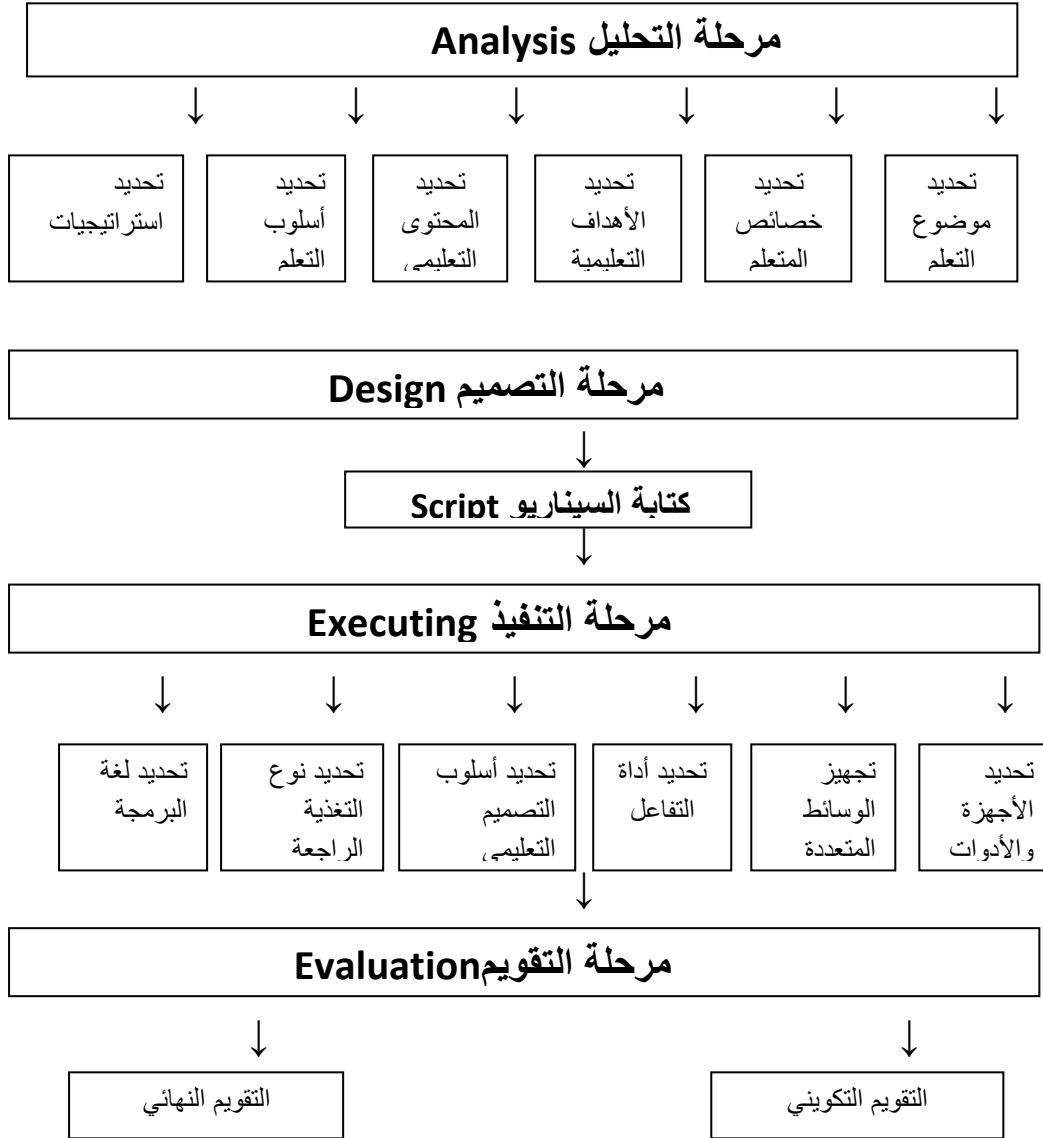 مرحلة التحليل Analysis
تحديد
موضوع
التعلم
تحديد
خصائص
المتعلم
تحديد
الأهداف
التعليمية
تحديد
المحتوى
التعليمي
تحديد
أسلوب
التعلم
تحديد
استراتيجيات
مرحلة التصميم Design
كتابة السيناريو Script
مرحلة التنفيذ Executing
تحديد
الأجهزة
والأدوات
تجهيز
الوسائط
المتعددة
تحديد أداة
التفاعل
تحديد أسلوب
التصميم
التعليمي
تحديد نوع
التغذية
الراجعة
تحديد لغة
البرمجة
مرحلة التقويمEvaluation
التقويم التكويني
التقويم النهائي